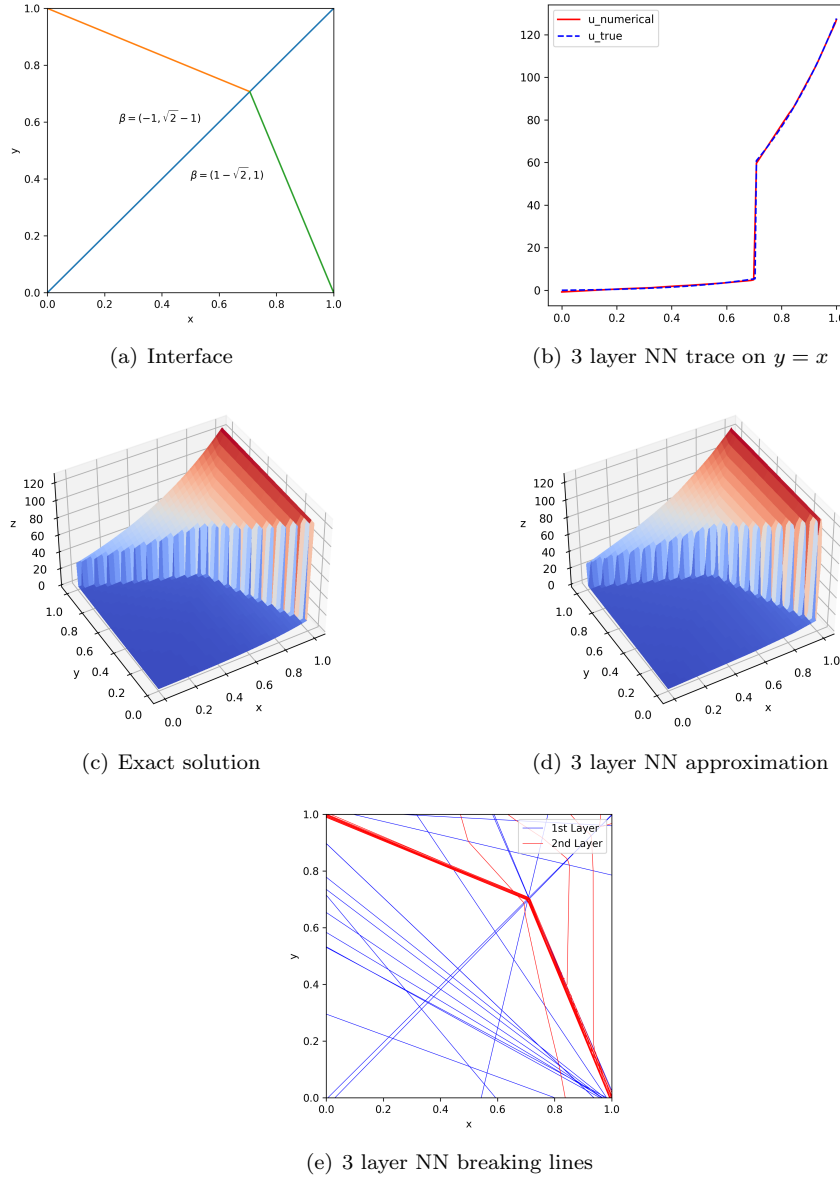 1.0
0.8
0.6
0.4
0.2
0.0
y
β = (−1, √2 − 1)
β = (1 − √2, 1)
0.0 0.2 0.4 0.6 0.8 1.0
x
(a) Interface
u_numerical
u_true
120
100
80
60
40
20
0
0.0 0.2 0.4 0.6 0.8 1.0
(b) 3 layer NN trace on y = x
120
100
80
60
40
20
0
z
1.0
0.8
0.6
0.4
0.2
0.0
y
0.0 0.2 0.4 0.6 0.8 1.0
x
(c) Exact solution
120
100
80
60
40
20
0
z
1.0
0.8
0.6
0.4
0.2
0.0
y
0.0 0.2 0.4 0.6 0.8 1.0
x
(d) 3 layer NN approximation
1st Layer
2nd Layer
1.0
0.8
0.6
0.4
0.2
0.0
y
0.0 0.2 0.4 0.6 0.8 1.0
x
(e) 3 layer NN breaking lines